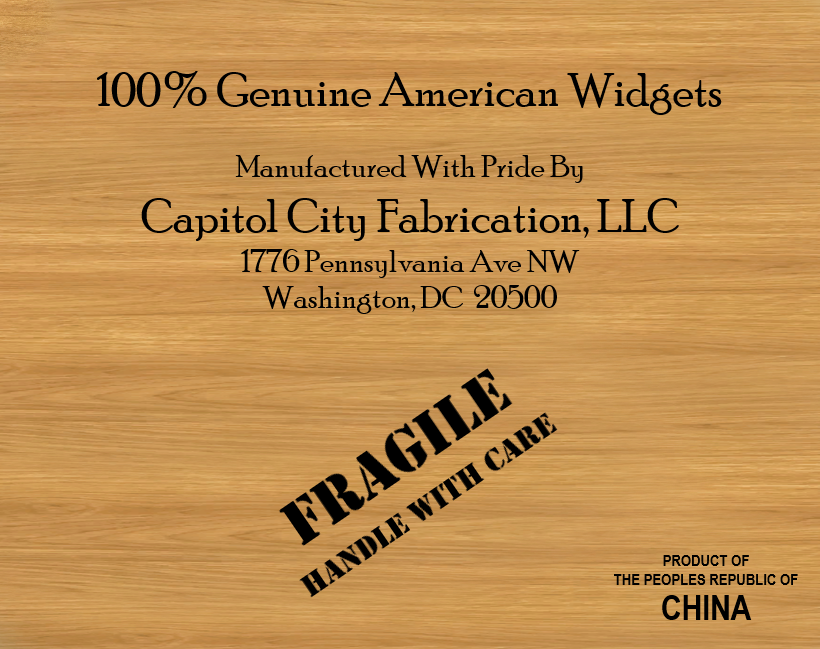 100% Genuine American Widgets
Manufactured With Pride By
Capitol City Fabrication, LLC
1776 Pennsylvania Ave NW
Washington, DC 20500
FRAGILE
HANDLE WITH CARE
PRODUCT OF
THE PEOPLES REPUBLIC OF
CHINA